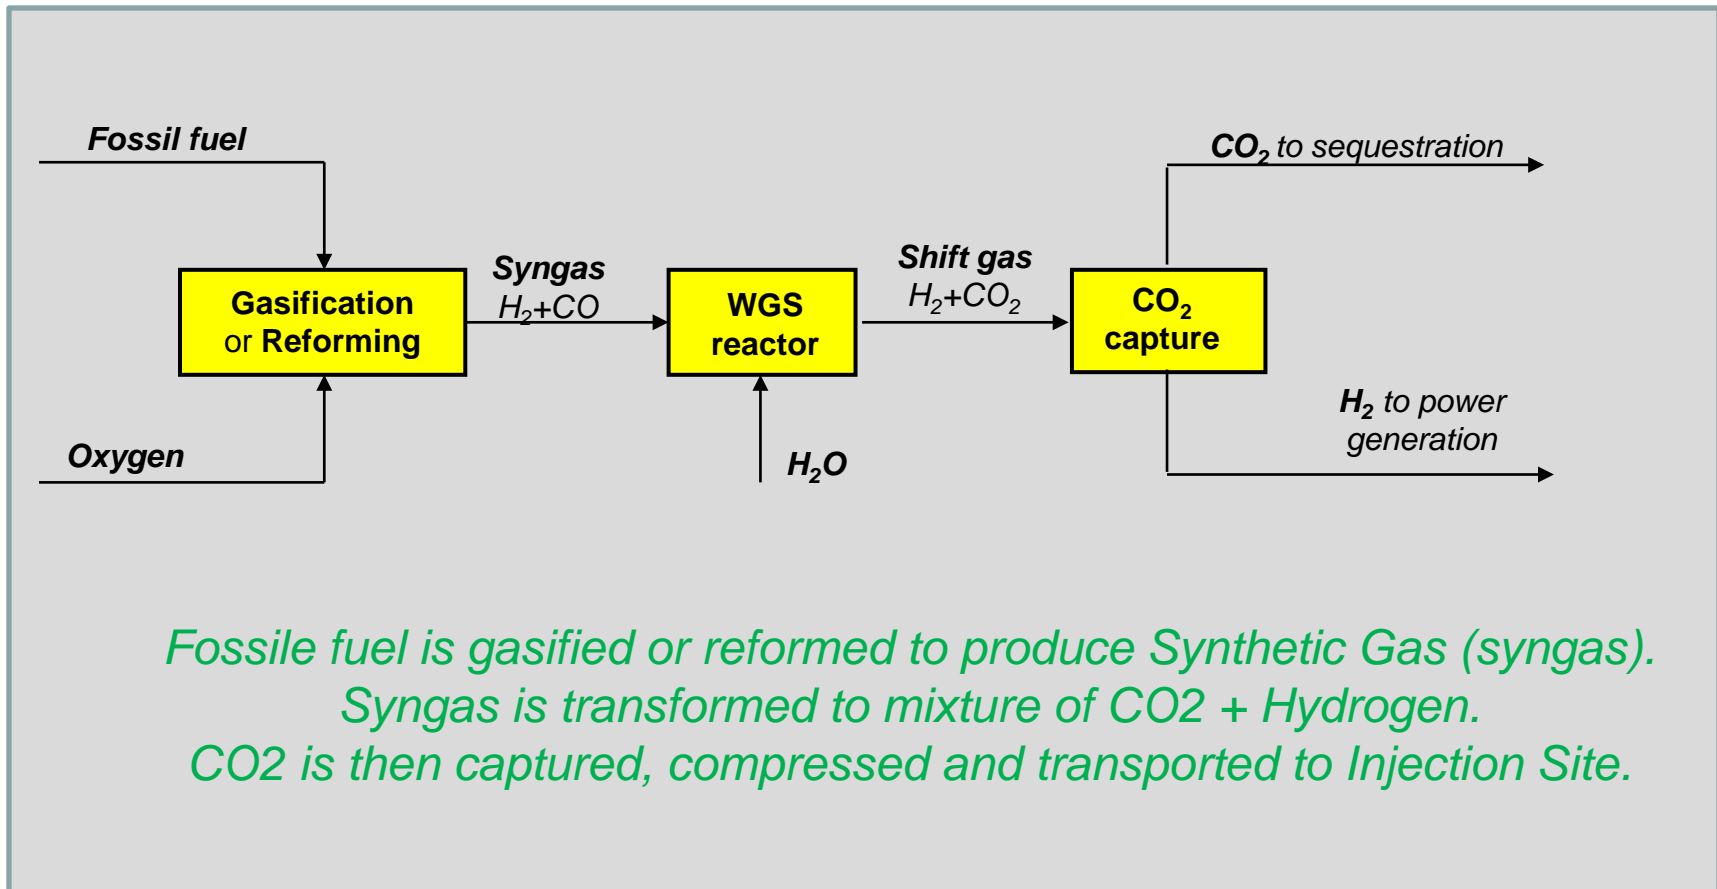 Fossil fuel
CO₂ to sequestration
Syngas
H₂+CO
Shift gas
H₂+CO₂
Gasification
or Reforming
WGS
reactor
CO₂
capture
H₂ to power
generation
Oxygen
H₂O
Fossile fuel is gasified or reformed to produce Synthetic Gas (syngas).
Syngas is transformed to mixture of CO2 + Hydrogen.
CO2 is then captured, compressed and transported to Injection Site.